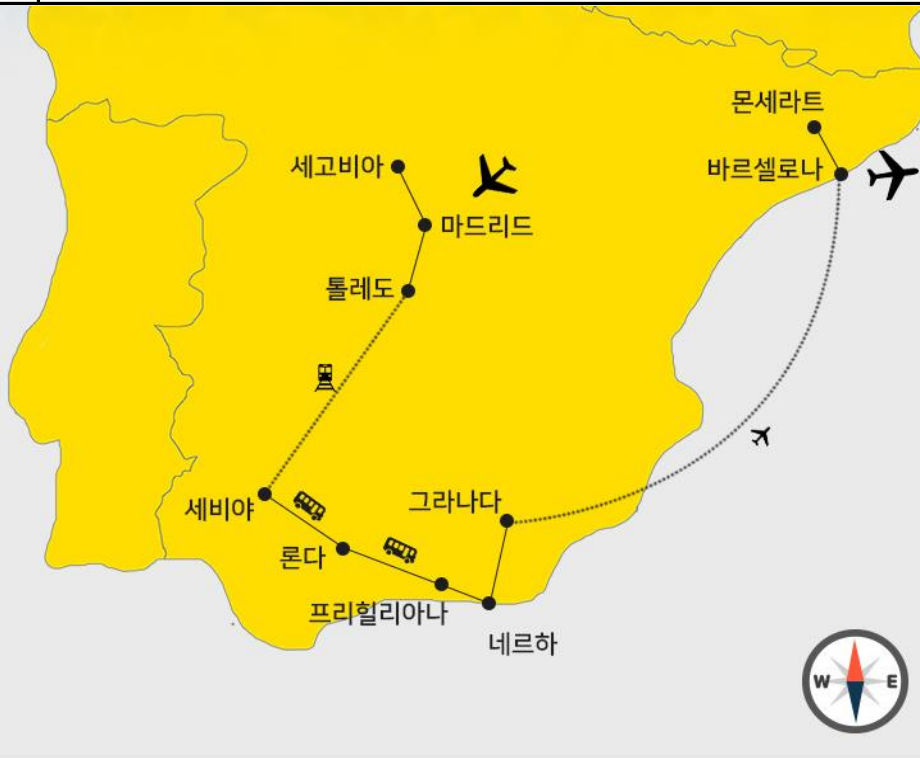 몬세라트
세고비아
바르셀로나
마드리드
톨레도
세비야
그라나다
론다
프리힐리아나
네르하
W
E